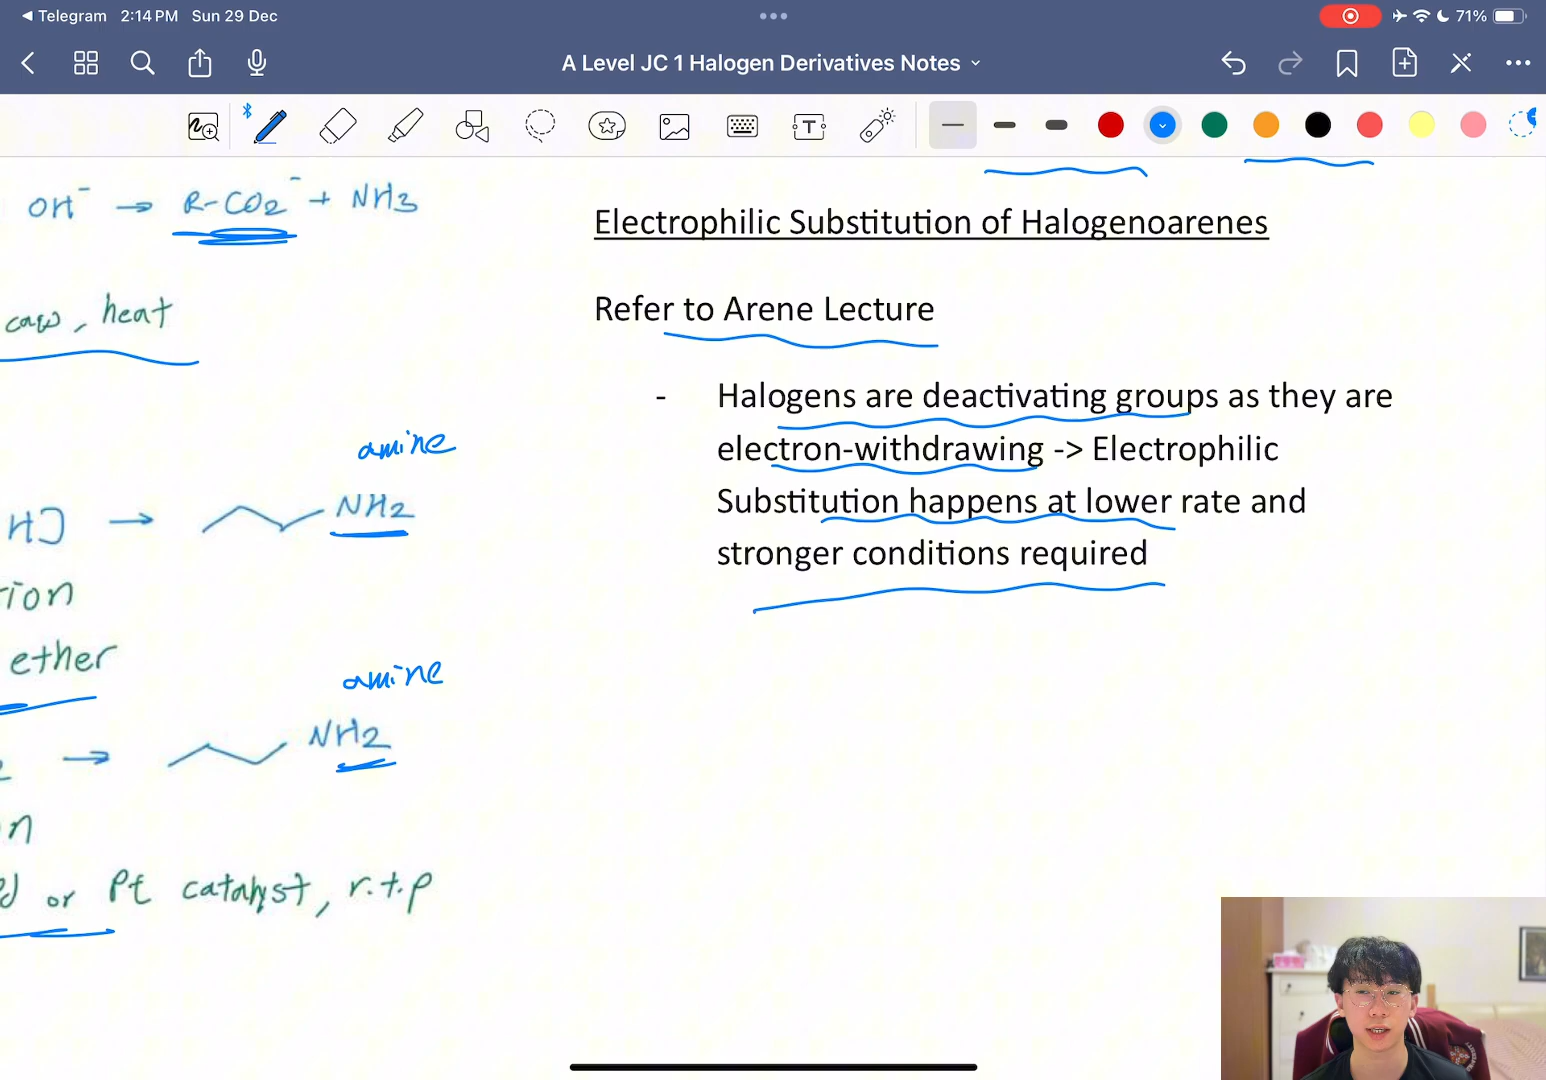 Telegram 2:14 PM Sun 29 Dec
71%
A Level JC 1 Halogen Derivatives Notes
T
OH⁻ → R-CO2⁻ + NH3
heat
amine
→ NH2
ether
amine
→ NH2
or Pt catalyst, r.t.p
Electrophilic Substitution of Halogenoarenes
Refer to Arene Lecture
- Halogens are deactivating groups as they are
electron-withdrawing -> Electrophilic
Substitution happens at lower rate and
stronger conditions required